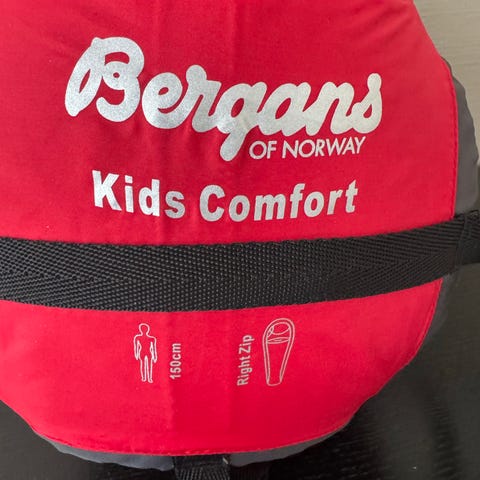 Bergans
OF NORWAY
Kids Comfort
150cm
Right Zip